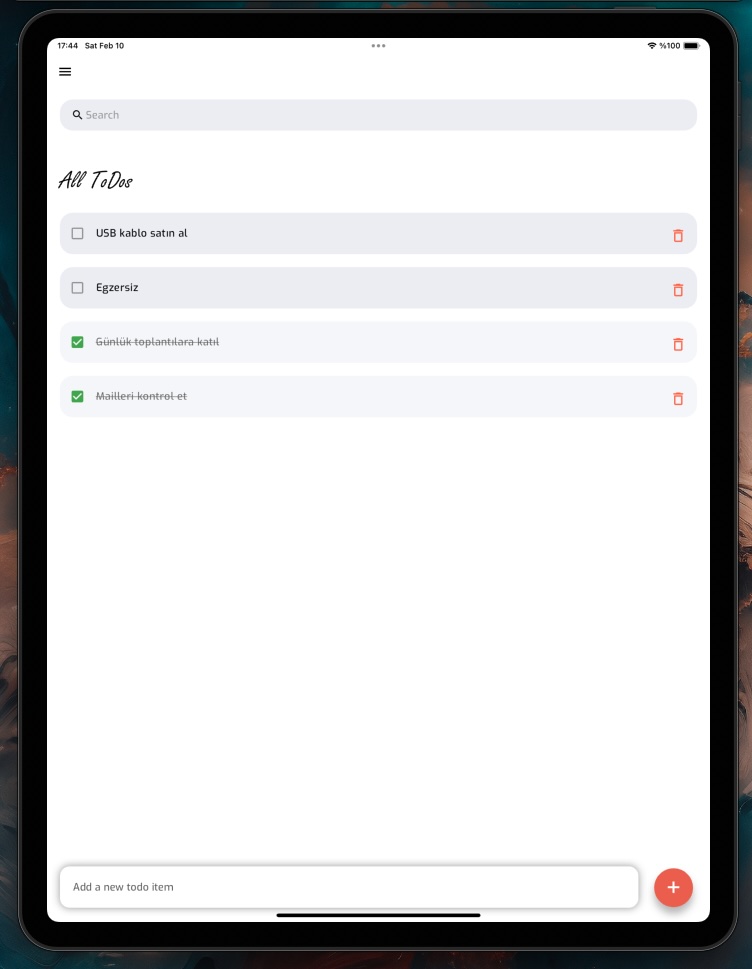 17:44 Sat Feb 10
%100
Search
All ToDos
USB kablo satın al
Egzersiz
Günlük toplantılara katıl
Mailleri kontrol et
Add a new todo item